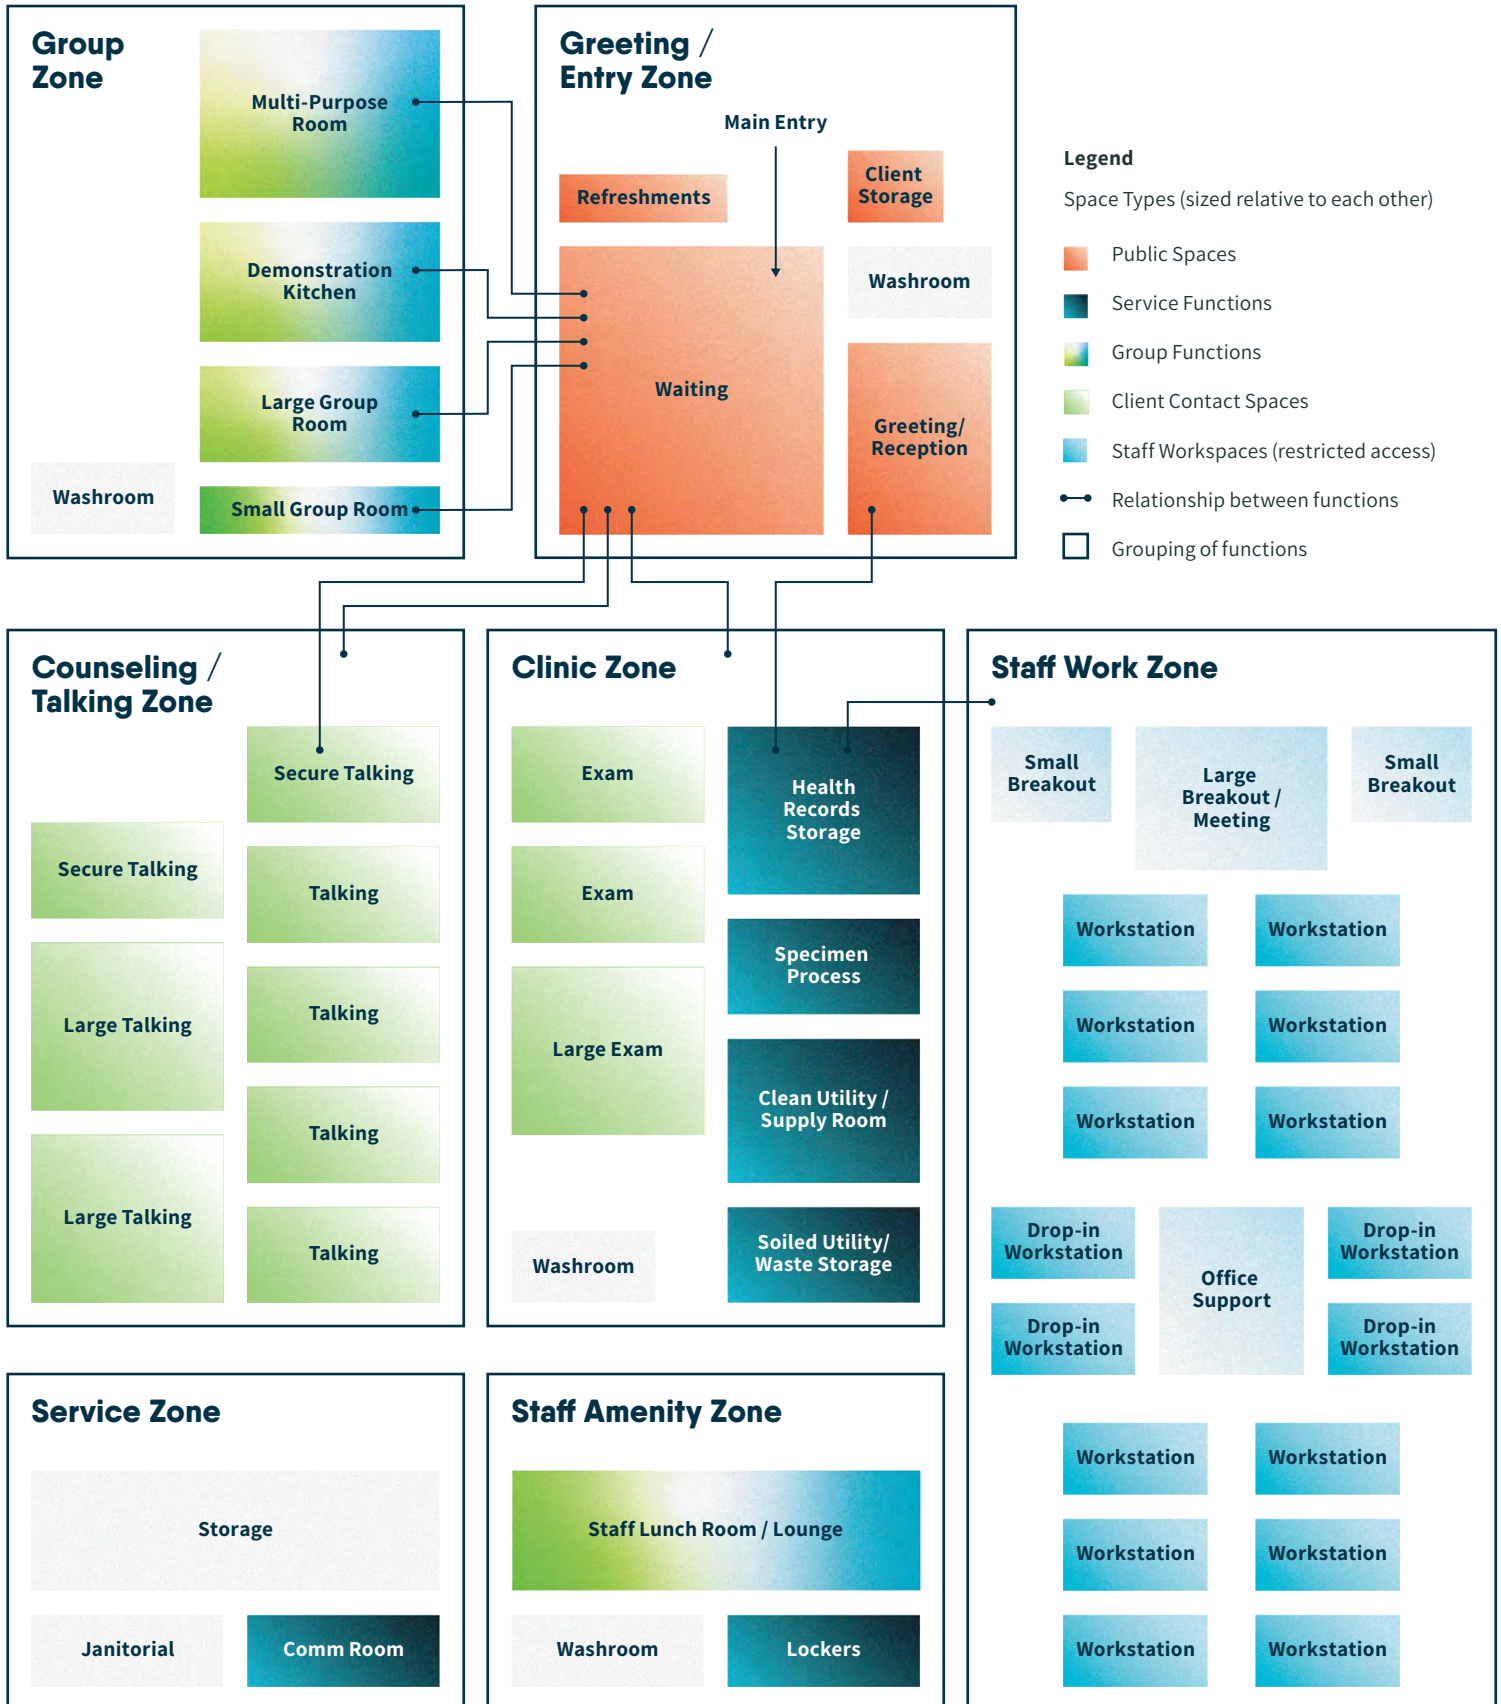 Group
Zone
Multi-Purpose
Room
Demonstration
Kitchen
Large Group
Room
Washroom
Small Group Room
Greeting /
Entry Zone
Main Entry
Refreshments
Client
Storage
Washroom
Waiting
Greeting/
Reception
Legend
Space Types (sized relative to each other)
Public Spaces
Service Functions
Group Functions
Client Contact Spaces
Staff Workspaces (restricted access)
Relationship between functions
Grouping of functions
Counseling /
Talking Zone
Secure Talking
Secure Talking
Talking
Large Talking
Talking
Talking
Large Talking
Talking
Clinic Zone
Exam
Health
Records
Storage
Exam
Specimen
Process
Large Exam
Clean Utility /
Supply Room
Washroom
Soiled Utility/
Waste Storage
Staff Work Zone
Small
Breakout
Large
Breakout /
Meeting
Small
Breakout
Workstation
Workstation
Workstation
Workstation
Workstation
Workstation
Drop-in
Workstation
Office
Support
Drop-in
Workstation
Drop-in
Workstation
Drop-in
Workstation
Workstation
Workstation
Workstation
Workstation
Workstation
Workstation
Service Zone
Storage
Janitorial
Comm Room
Staff Amenity Zone
Staff Lunch Room / Lounge
Washroom
Lockers